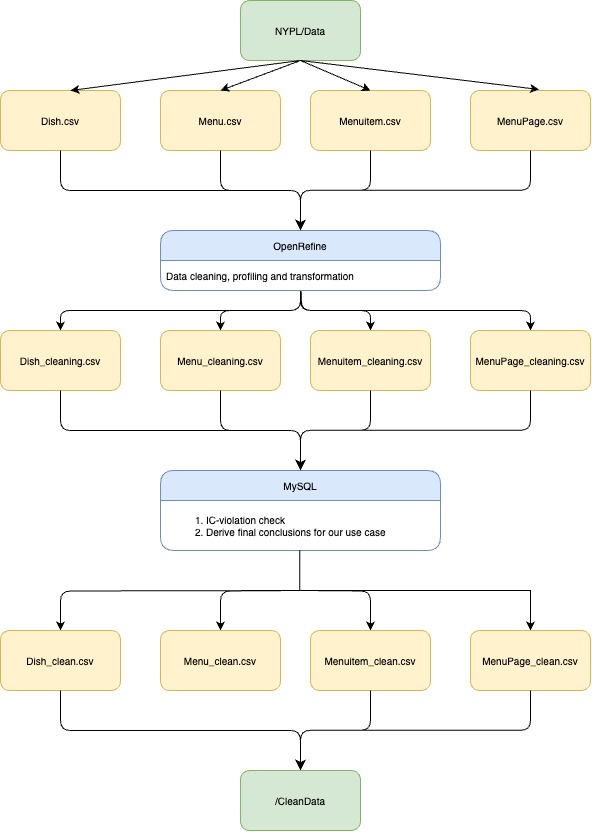 NYPL/Data
Dish.csv
Menu.csv
Menuitem.csv
MenuPage.csv
OpenRefine
Data cleaning, profiling and transformation
Dish_cleaning.csv
Menu_cleaning.csv
Menuitem_cleaning.csv
MenuPage_cleaning.csv
MySQL
1. IC-violation check
2. Derive final conclusions for our use case
Dish_clean.csv
Menu_clean.csv
Menuitem_clean.csv
MenuPage_clean.csv
/CleanData